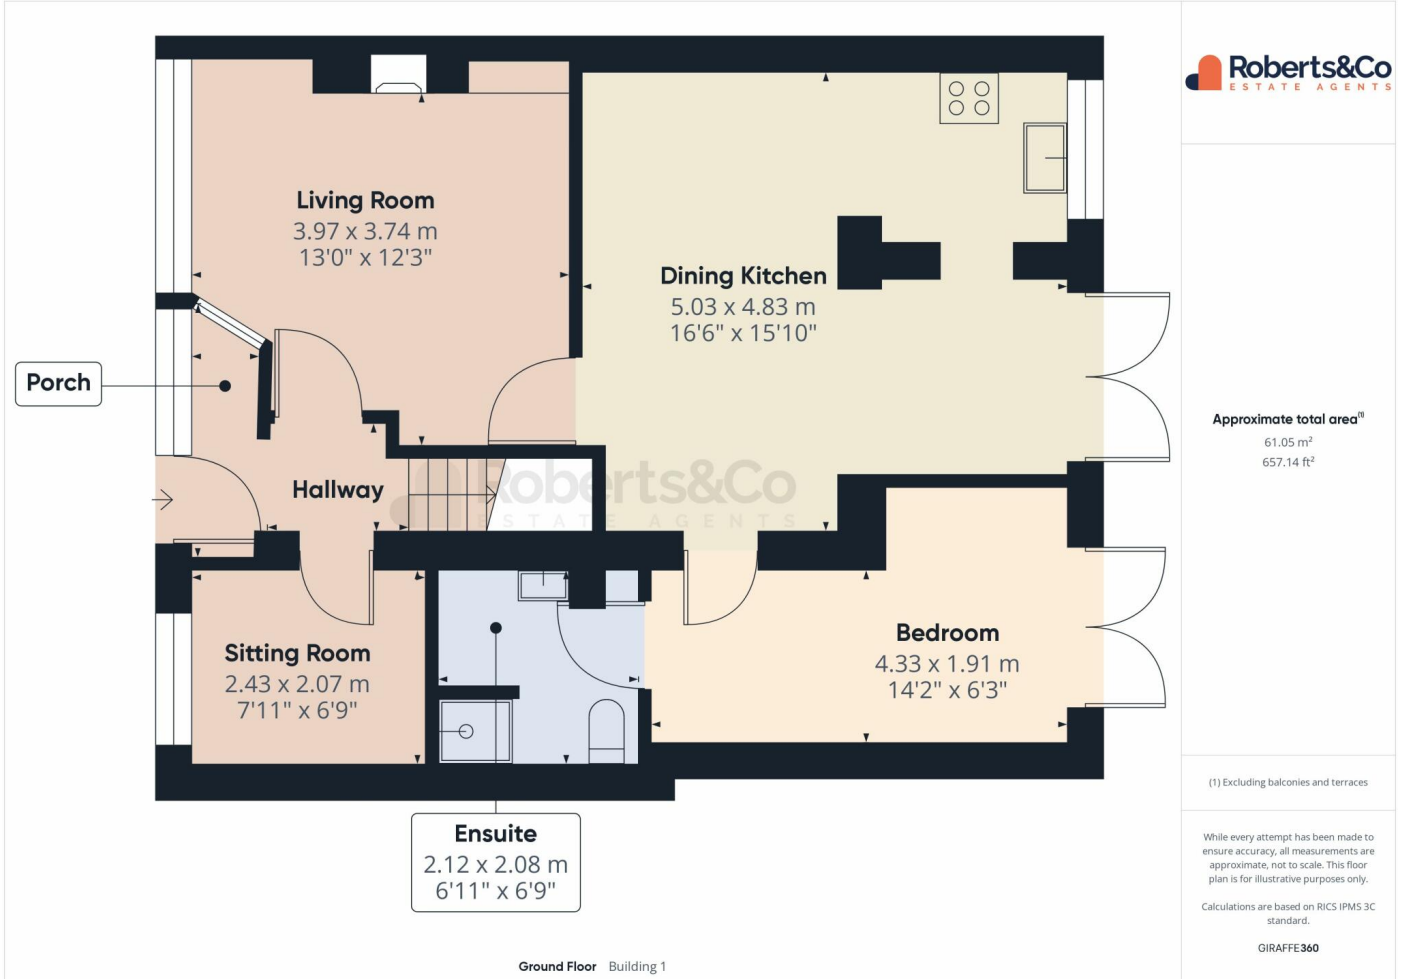 Roberts&Co
ESTATE AGENTS
Living Room
3.97 x 3.74 m
13'0" x 12'3"
Dining Kitchen
5.03 x 4.83 m
16'6" x 15'10"
Porch
Hallway
Roberts&Co
ESTATE AGENTS
Approximate total area(1)
61.05 m²
657.14 ft²
Sitting Room
2.43 x 2.07 m
7'11" x 6'9"
Bedroom
4.33 x 1.91 m
14'2" x 6'3"
Ensuite
2.12 x 2.08 m
6'11" x 6'9"
(1) Excluding balconies and terraces
While every attempt has been made to
ensure accuracy, all measurements are
approximate, not to scale. This floor
plan is for illustrative purposes only.
Calculations are based on RICS IPMS 3C
standard.
GIRAFFE360
Ground Floor Building 1